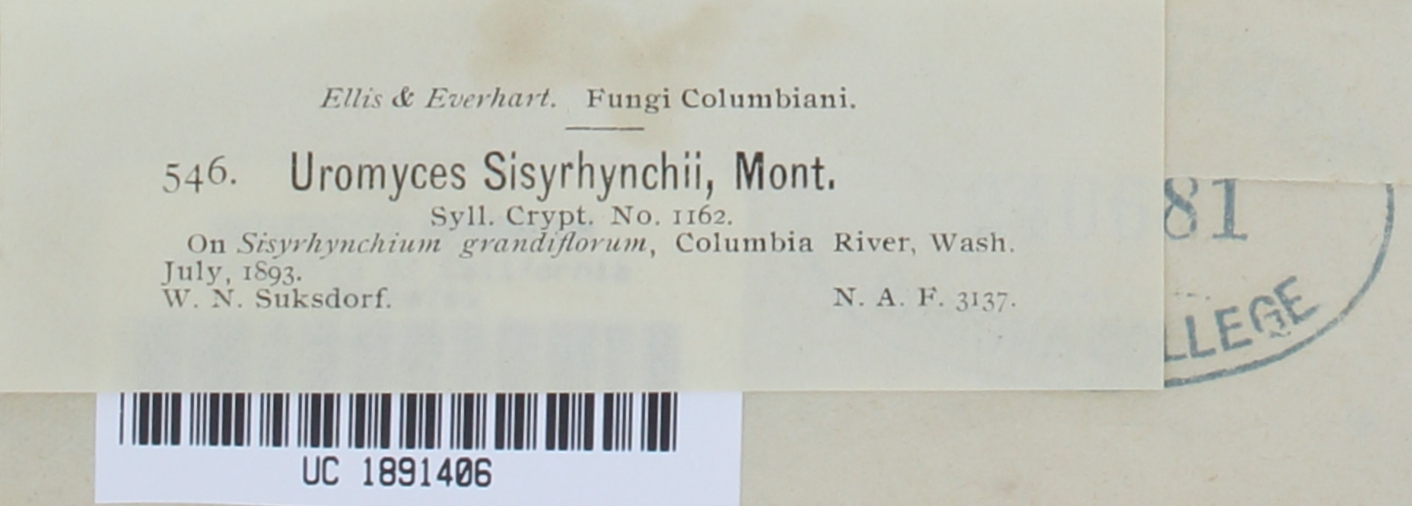 Ellis & Everhart. Fungi Columbiani.
546. Uromyces Sisyrhynchii, Mont.
Syll. Crypt. No. 1162.
On Sisyrhynchium grandiflorum, Columbia River, Wash.
July, 1893.
W. N. Suksdorf. N. A. F. 3137.
81
LLEGE
UC 1891406